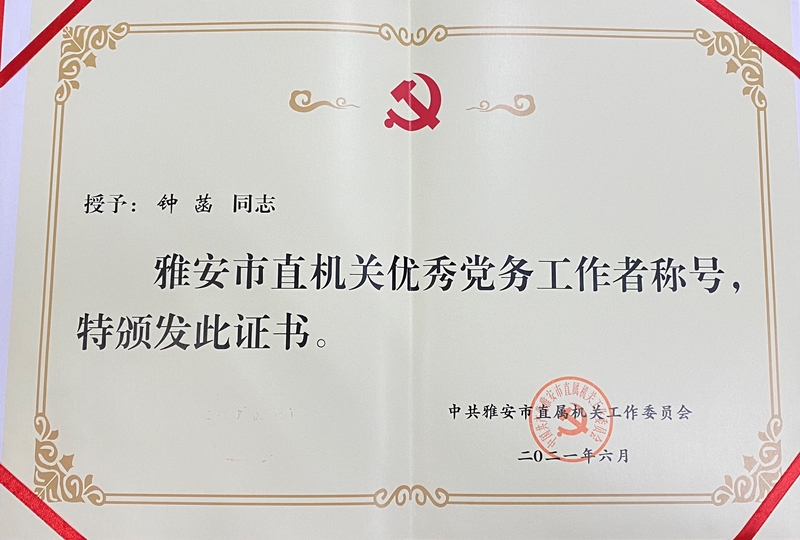 授予：钟 菡 同志
雅安市直机关优秀党务工作者称号，
特颁发此证书。
中共雅安市直属机关工作委员会
二〇二一年六月